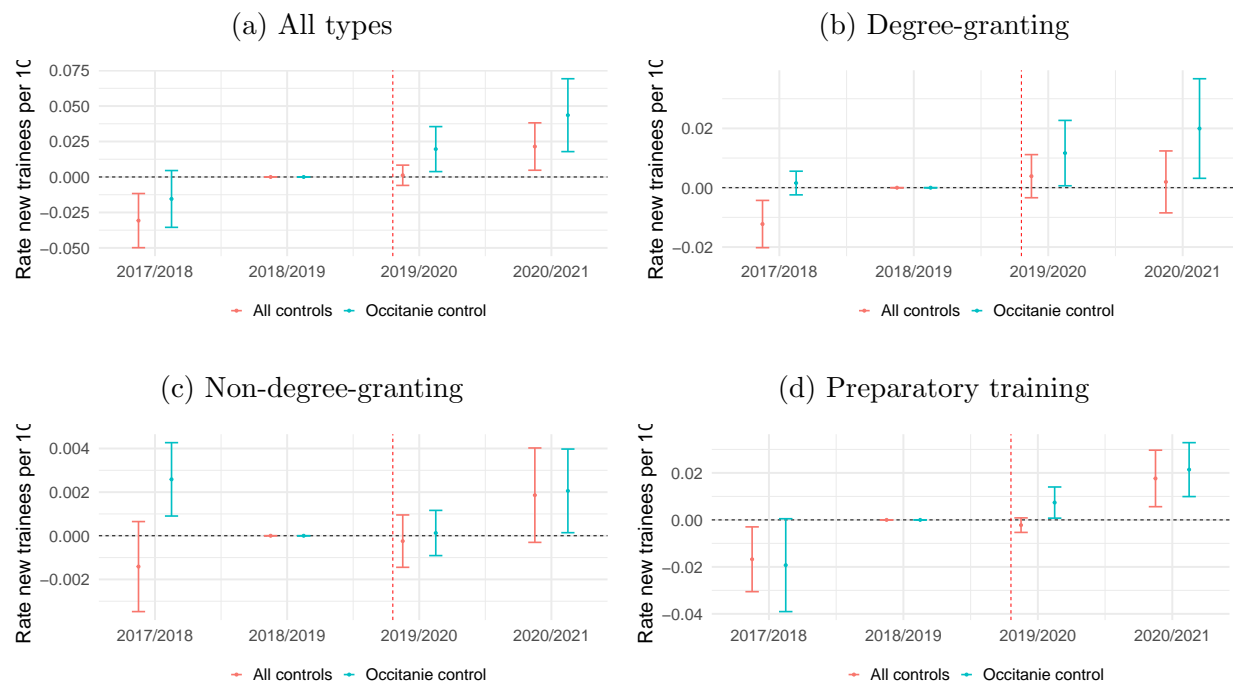 (a) All types
Rate new trainees per 10
0.075
0.050
0.025
0.000
−0.025
−0.050
2017/2018 2018/2019 2019/2020 2020/2021
All controls Occitanie control
(b) Degree-granting
Rate new trainees per 10
0.02
0.00
−0.02
2017/2018 2018/2019 2019/2020 2020/2021
All controls Occitanie control
(c) Non-degree-granting
Rate new trainees per 10
0.004
0.002
0.000
−0.002
2017/2018 2018/2019 2019/2020 2020/2021
All controls Occitanie control
(d) Preparatory training
Rate new trainees per 10
0.02
0.00
−0.02
−0.04
2017/2018 2018/2019 2019/2020 2020/2021
All controls Occitanie control